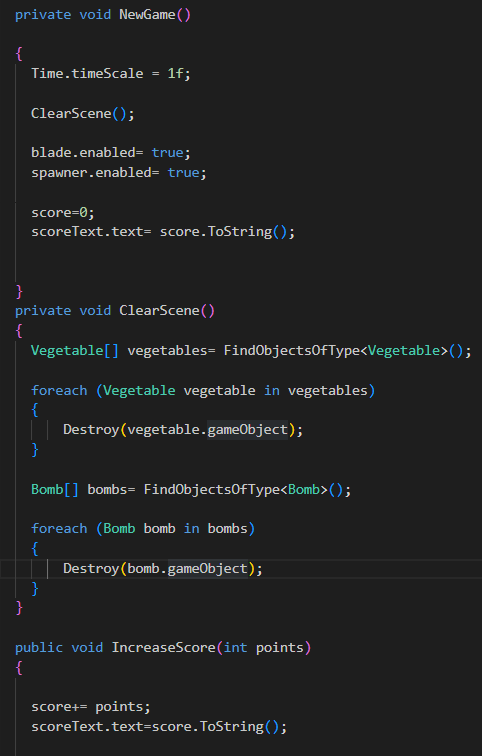 private void NewGame()
{
Time.timeScale = 1f;
ClearScene();
blade.enabled= true;
spawner.enabled= true;
score=0;
scoreText.text= score.ToString();
}
private void ClearScene()
{
Vegetable[] vegetables= FindObjectsOfType<Vegetable>();
foreach (Vegetable vegetable in vegetables)
{
Destroy(vegetable.gameObject);
}
Bomb[] bombs= FindObjectsOfType<Bomb>();
foreach (Bomb bomb in bombs)
{
Destroy(bomb.gameObject);
}
}
public void IncreaseScore(int points)
{
score+= points;
scoreText.text=score.ToString();